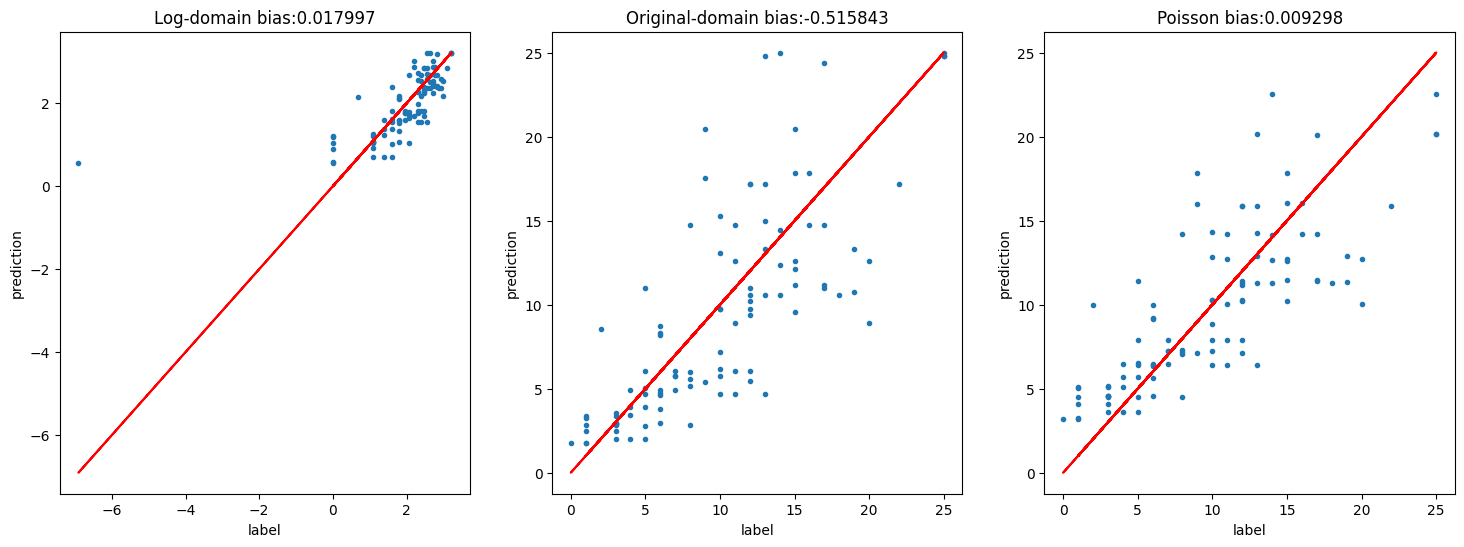 Log-domain bias:0.017997
prediction
2
0
−2
−4
−6
−6 −4 −2 0 2
label
Original-domain bias:-0.515843
prediction
25
20
15
10
5
0
0 5 10 15 20 25
label
Poisson bias:0.009298
prediction
25
20
15
10
5
0
0 5 10 15 20 25
label